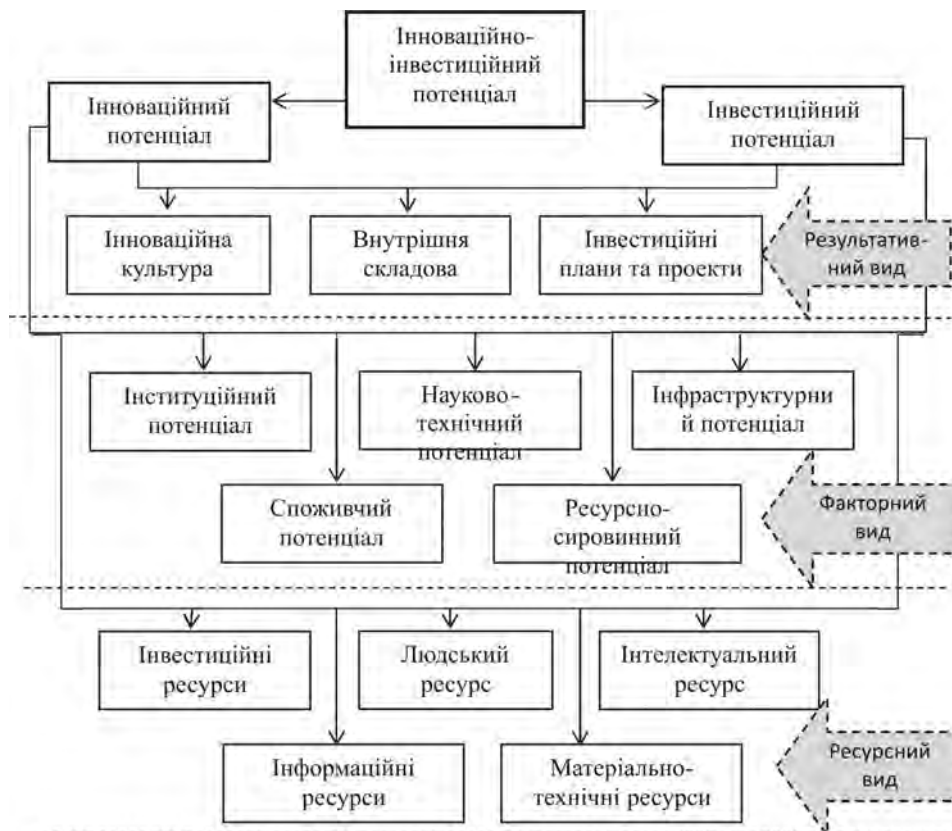 Інноваційно-
інвестиційний
потенціал
Інноваційний
потенціал
Інвестиційний
потенціал
Інноваційна
культура
Внутрішня
складова
Інвестиційні
плани та проекти
Результатив-
ний вид
Інституційний
потенціал
Науково-
технічний
потенціал
Інфраструктурни
й потенціал
Споживчий
потенціал
Ресурсно-
сировинний
потенціал
Факторний
вид
Інвестиційні
ресурси
Людський
ресурс
Інтелектуальний
ресурс
Інформаційні
ресурси
Матеріально-
технічні ресурси
Ресурсний
вид